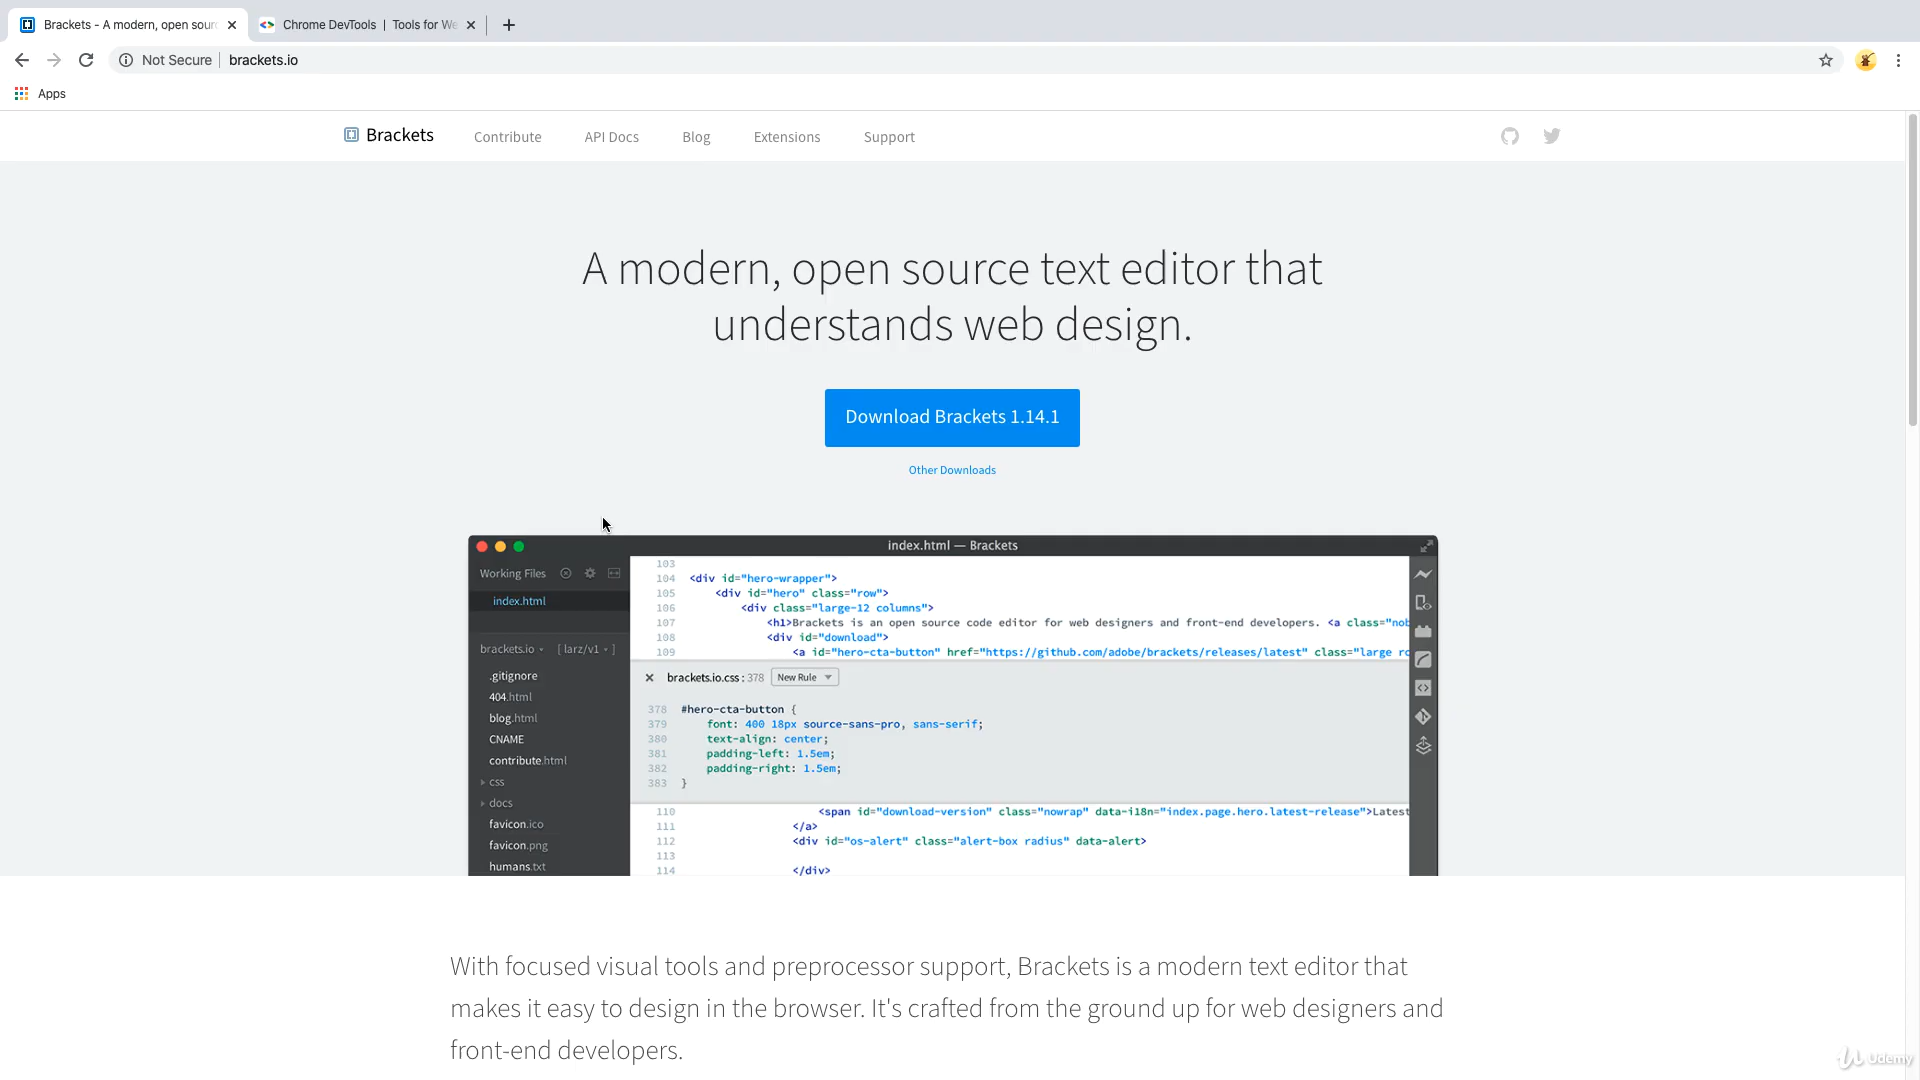 Brackets - A modern, open sour
Chrome DevTools | Tools for We
Not Secure brackets.io
Apps
Brackets Contribute API Docs Blog Extensions Support
A modern, open source text editor that
understands web design.
Download Brackets 1.14.1
Other Downloads
index.html — Brackets
Working Files
index.html
brackets.io [ larz/v1 ]
.gitignore
404.html
blog.html
CNAME
contribute.html
css
docs
favicon.ico
favicon.png
humans.txt
103
104 <div id="hero-wrapper">
105 <div id="hero" class="row">
106 <div class="large-12 columns">
107 <h1>Brackets is an open source code editor for web designers and front-end developers. <a class="nob
108 <div id="download">
109 <a id="hero-cta-button" href="https://github.com/adobe/brackets/releases/latest" class="large ro
brackets.io.css : 378 New Rule
378 #hero-cta-button {
379 font: 400 18px source-sans-pro, sans-serif;
380 text-align: center;
381 padding-left: 1.5em;
382 padding-right: 1.5em;
383 }
110 <span id="download-version" class="nowrap" data-i18n="index.page.hero.latest-release">Latest
111 </a>
112 <div id="os-alert" class="alert-box radius" data-alert>
113
114 </div>
With focused visual tools and preprocessor support, Brackets is a modern text editor that
makes it easy to design in the browser. It's crafted from the ground up for web designers and
front-end developers.
Udemy